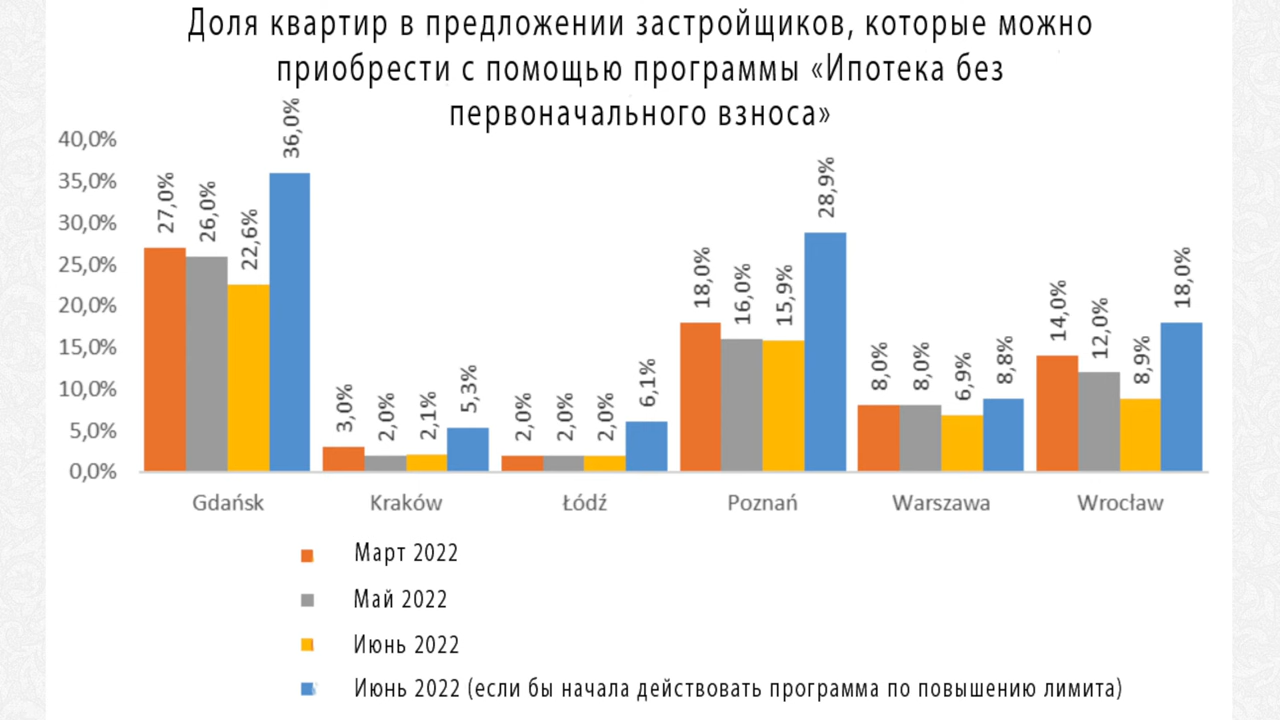 Доля квартир в предложении застройщиков, которые можно
приобрести с помощью программы «Ипотека без
первоначального взноса»
40,0%
35,0%
30,0%
25,0%
20,0%
15,0%
10,0%
5,0%
0,0%
27,0%
26,0%
22,6%
36,0%
3,0%
2,0%
2,1%
5,3%
2,0%
2,0%
2,0%
6,1%
18,0%
16,0%
15,9%
28,9%
8,0%
8,0%
6,9%
8,8%
14,0%
12,0%
8,9%
18,0%
Gdańsk
Kraków
Łódź
Poznań
Warszawa
Wrocław
Март 2022
Май 2022
Июнь 2022
Июнь 2022 (если бы начала действовать программа по повышению лимита)